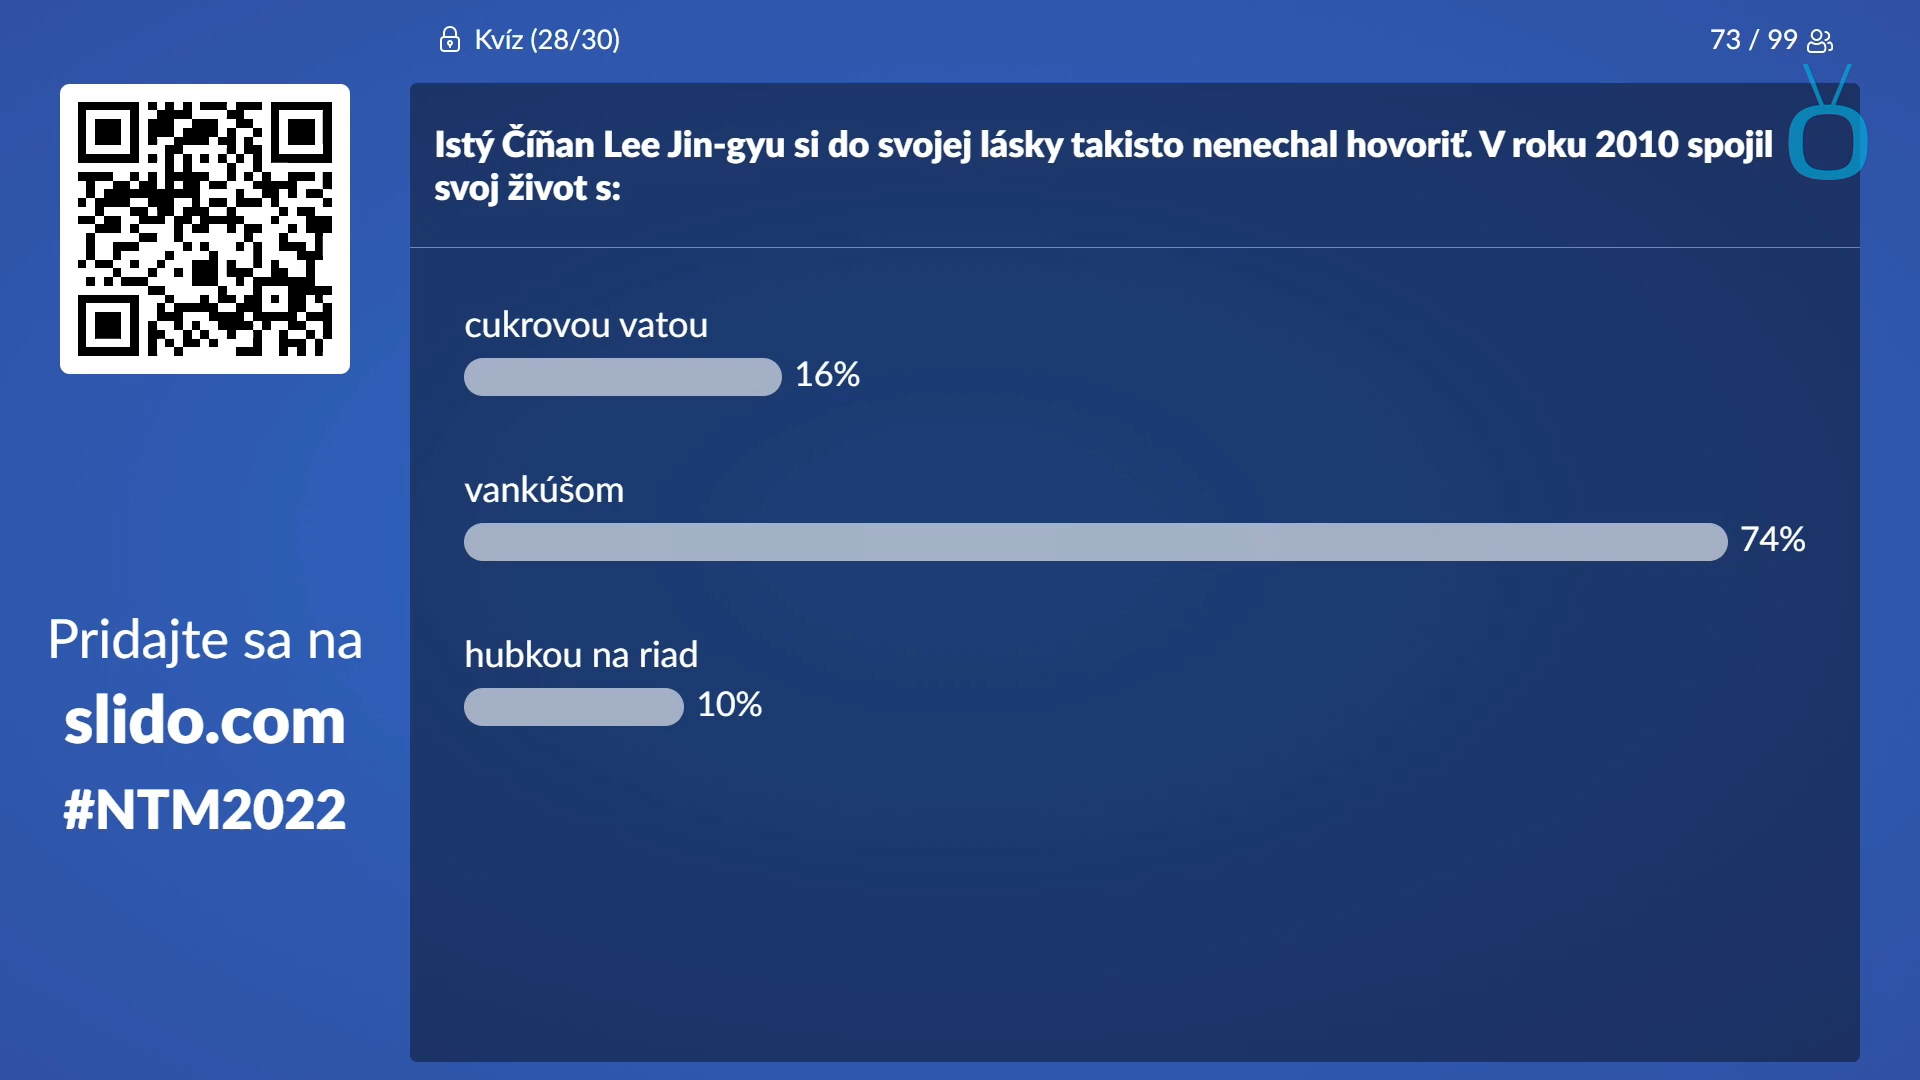 Kvíz (28/30)
73 / 99
Istý Číňan Lee Jin-gyu si do svojej lásky takisto nenechal hovoriť. V roku 2010 spojil
svoj život s:
cukrovou vatou
16%
vankúšom
74%
hubkou na riad
10%
Pridajte sa na
slido.com
#NTM2022